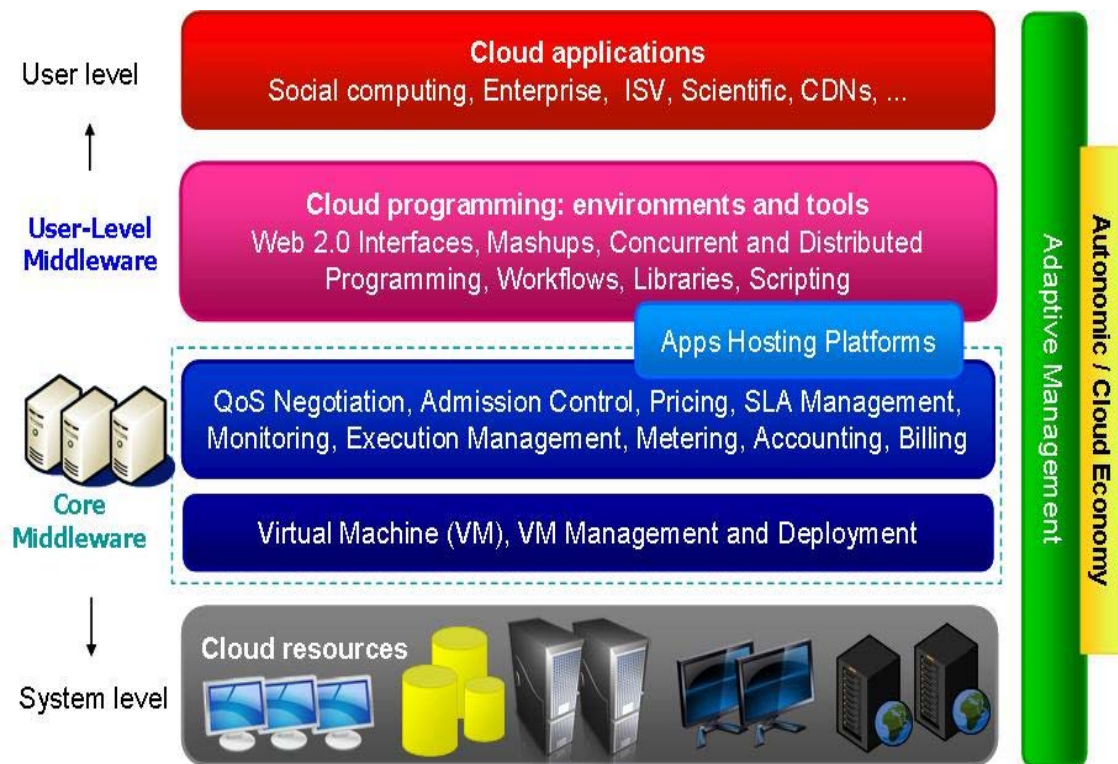 User level
Cloud applications
Social computing, Enterprise, ISV, Scientific, CDNs, ...
User-Level
Middleware
Cloud programming: environments and tools
Web 2.0 Interfaces, Mashups, Concurrent and Distributed
Programming, Workflows, Libraries, Scripting
Apps Hosting Platforms
QoS Negotiation, Admission Control, Pricing, SLA Management,
Monitoring, Execution Management, Metering, Accounting, Billing
Core
Middleware
Virtual Machine (VM), VM Management and Deployment
Cloud resources
System level
Adaptive Management
Autonomic / Cloud Economy